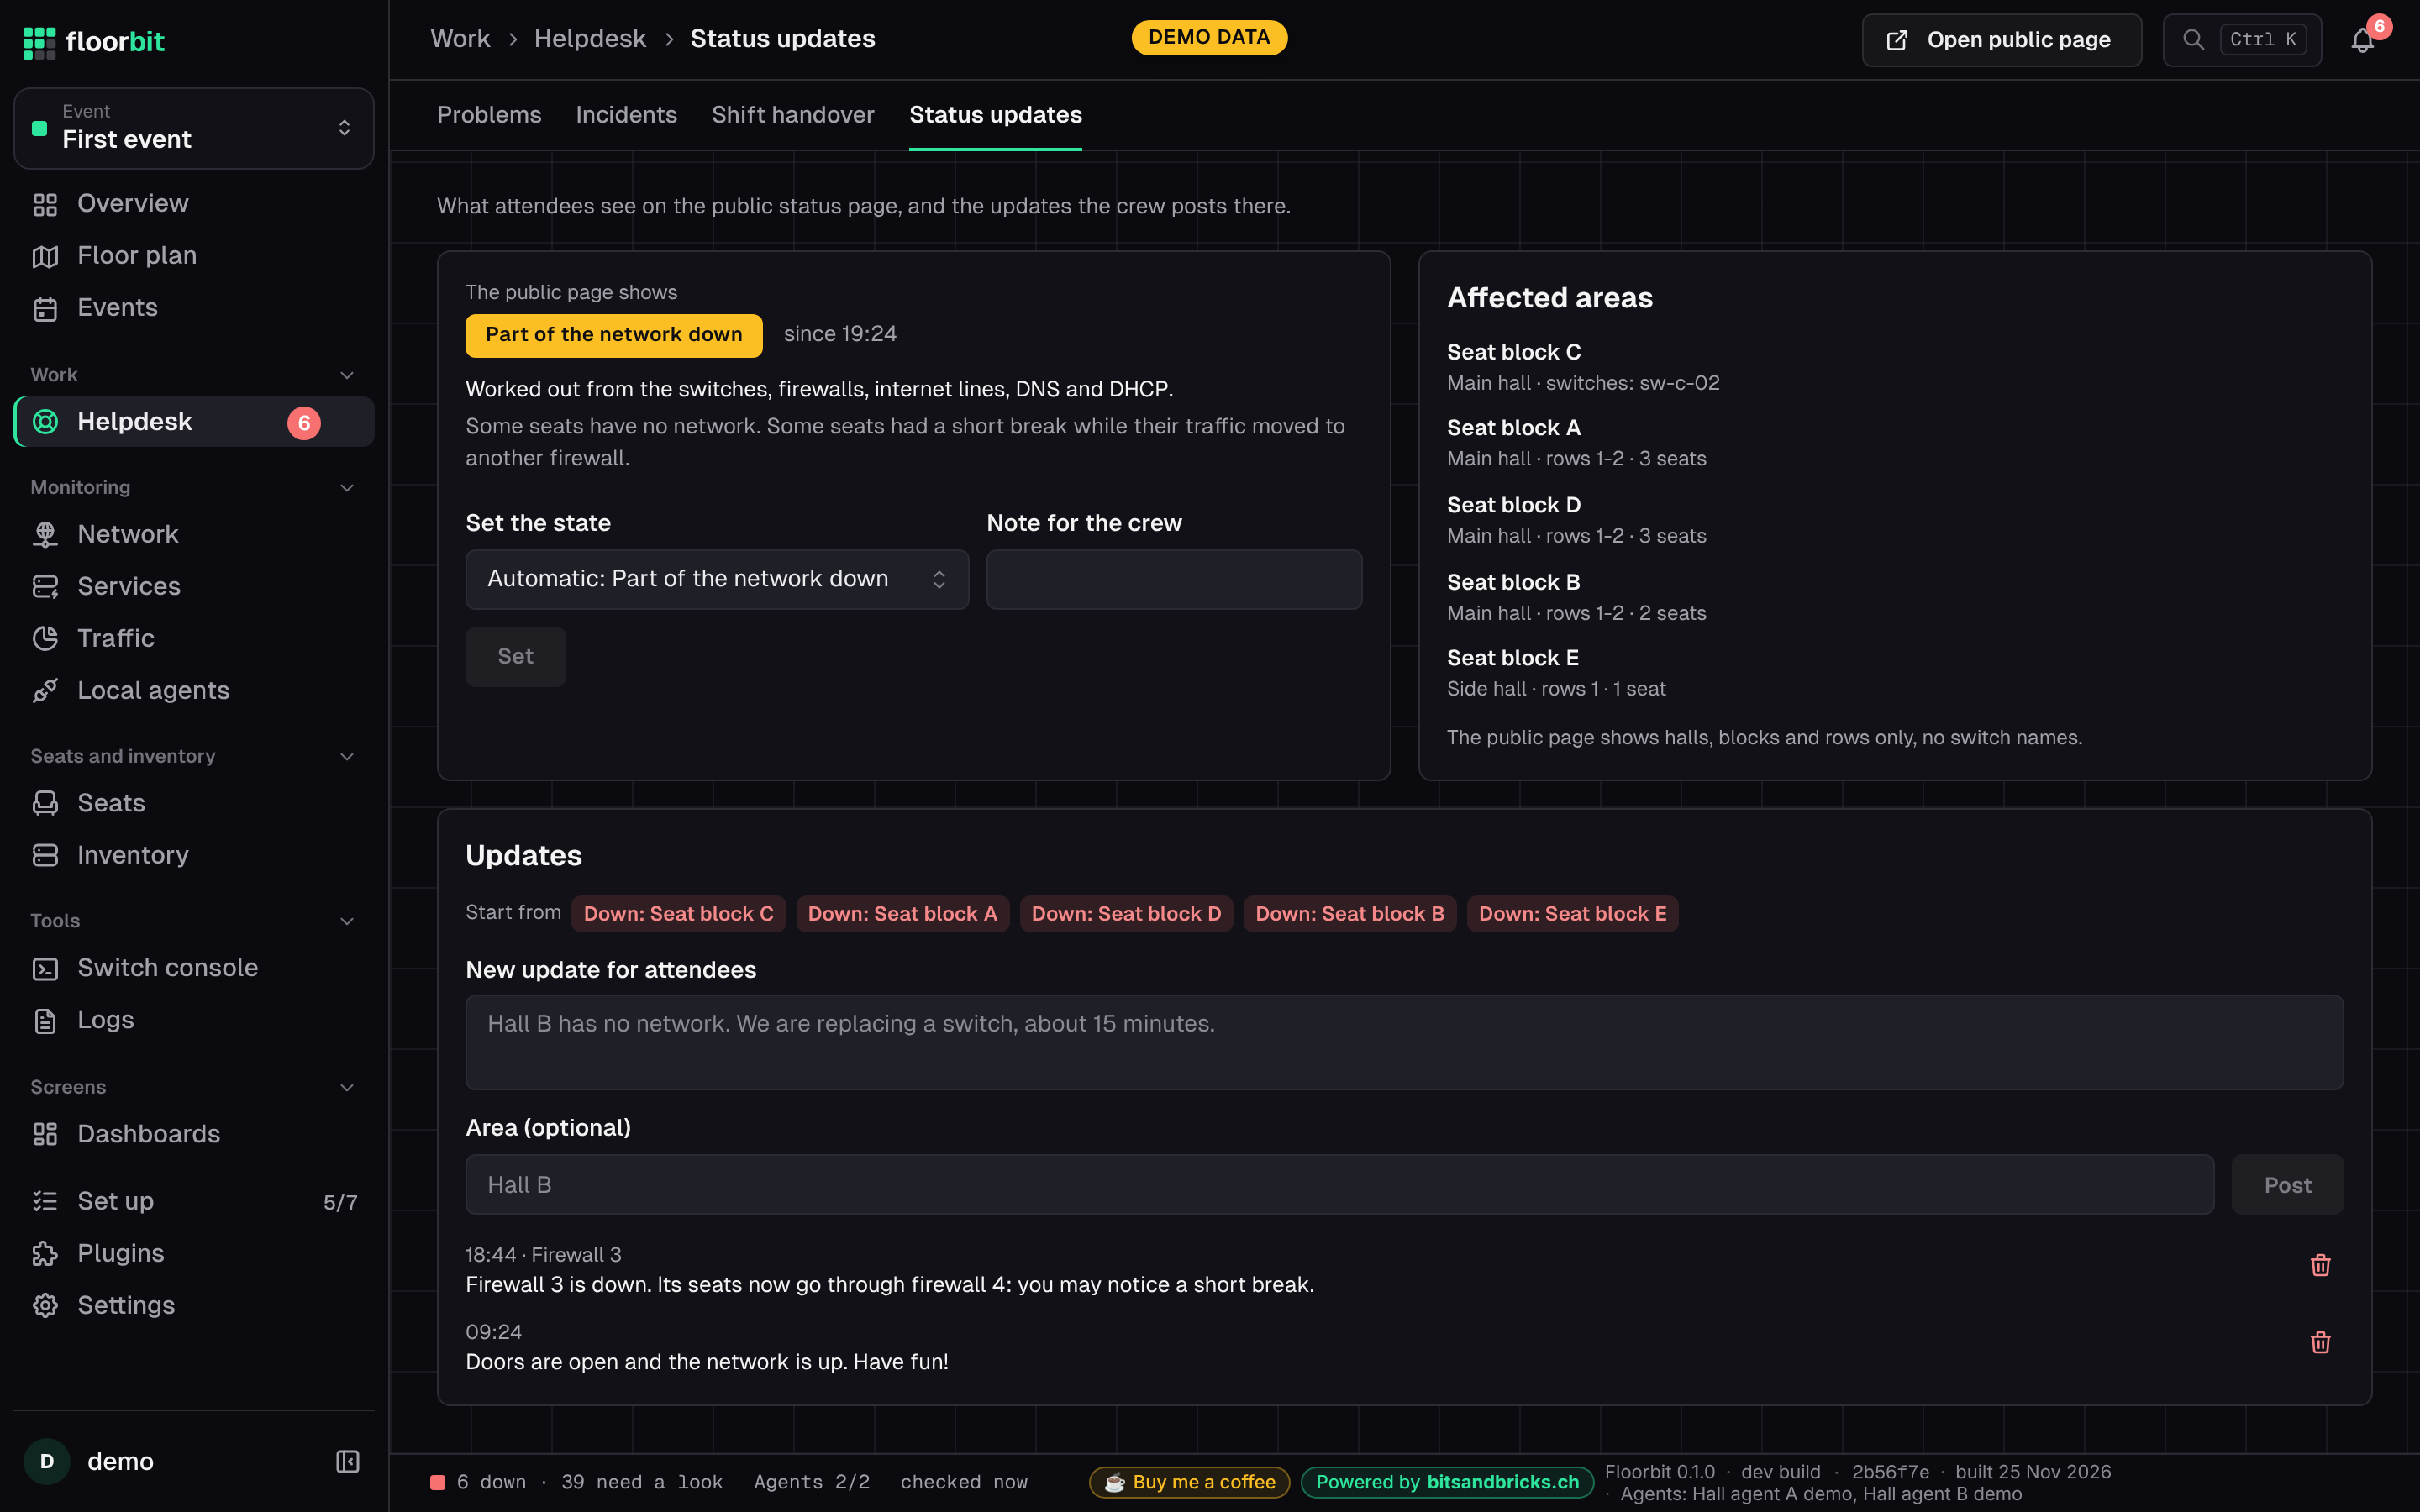 floorbit
Event
First event
Overview
Floor plan
Events
Work
Helpdesk 6
Monitoring
Network
Services
Traffic
Local agents
Seats and inventory
Seats
Inventory
Tools
Switch console
Logs
Screens
Dashboards
Set up 5/7
Plugins
Settings
D demo
Work > Helpdesk > Status updates
DEMO DATA
Open public page
Ctrl K
6
Problems Incidents Shift handover Status updates
What attendees see on the public status page, and the updates the crew posts there.
The public page shows
Part of the network down since 19:24
Worked out from the switches, firewalls, internet lines, DNS and DHCP.
Some seats have no network. Some seats had a short break while their traffic moved to
another firewall.
Set the state
Automatic: Part of the network down
Note for the crew
Set
Affected areas
Seat block C
Main hall · switches: sw-c-02
Seat block A
Main hall · rows 1-2 · 3 seats
Seat block D
Main hall · rows 1-2 · 3 seats
Seat block B
Main hall · rows 1-2 · 2 seats
Seat block E
Side hall · rows 1 · 1 seat
The public page shows halls, blocks and rows only, no switch names.
Updates
Start from Down: Seat block C Down: Seat block A Down: Seat block D Down: Seat block B Down: Seat block E
New update for attendees
Hall B has no network. We are replacing a switch, about 15 minutes.
Area (optional)
Hall B
Post
18:44 · Firewall 3
Firewall 3 is down. Its seats now go through firewall 4: you may notice a short break.
09:24
Doors are open and the network is up. Have fun!
6 down · 39 need a look Agents 2/2 checked now
☕ Buy me a coffee
Powered by bitsandbricks.ch
Floorbit 0.1.0 · dev build · 2b56f7e · built 25 Nov 2026
· Agents: Hall agent A demo, Hall agent B demo